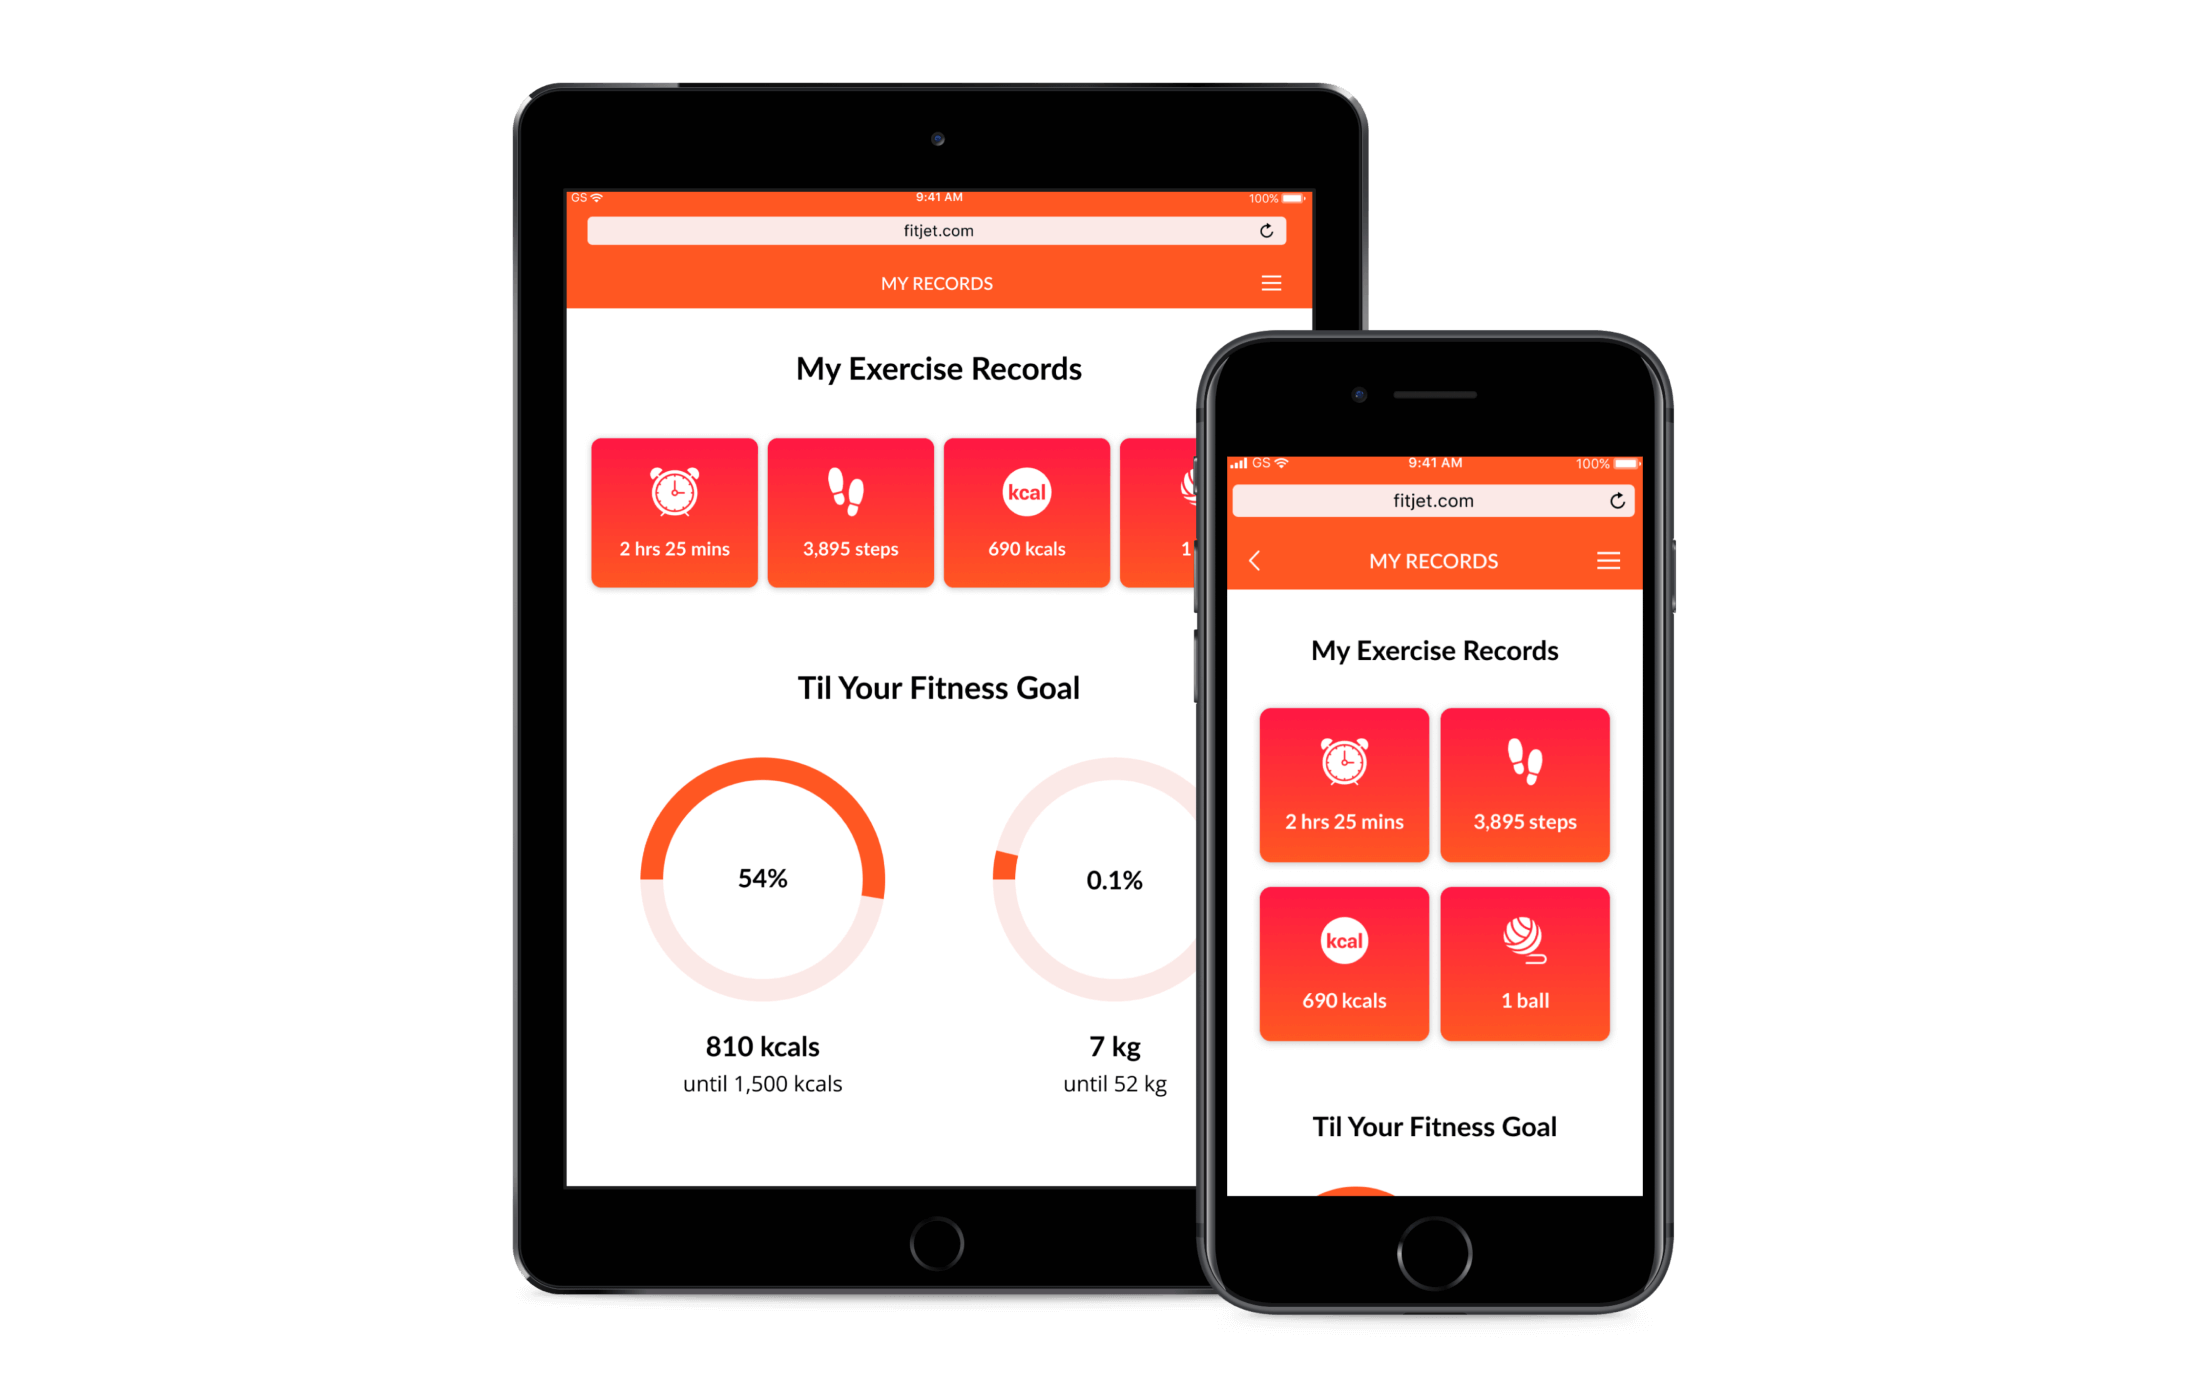 GS 9:41 AM 100%
fitjet.com
MY RECORDS
My Exercise Records
2 hrs 25 mins 3,895 steps kcal 690 kcals 1
Til Your Fitness Goal
54% 0.1%
810 kcals 7 kg
until 1,500 kcals until 52 kg
GS 9:41 AM 100%
fitjet.com
MY RECORDS
My Exercise Records
2 hrs 25 mins 3,895 steps
kcal
690 kcals 1 ball
Til Your Fitness Goal